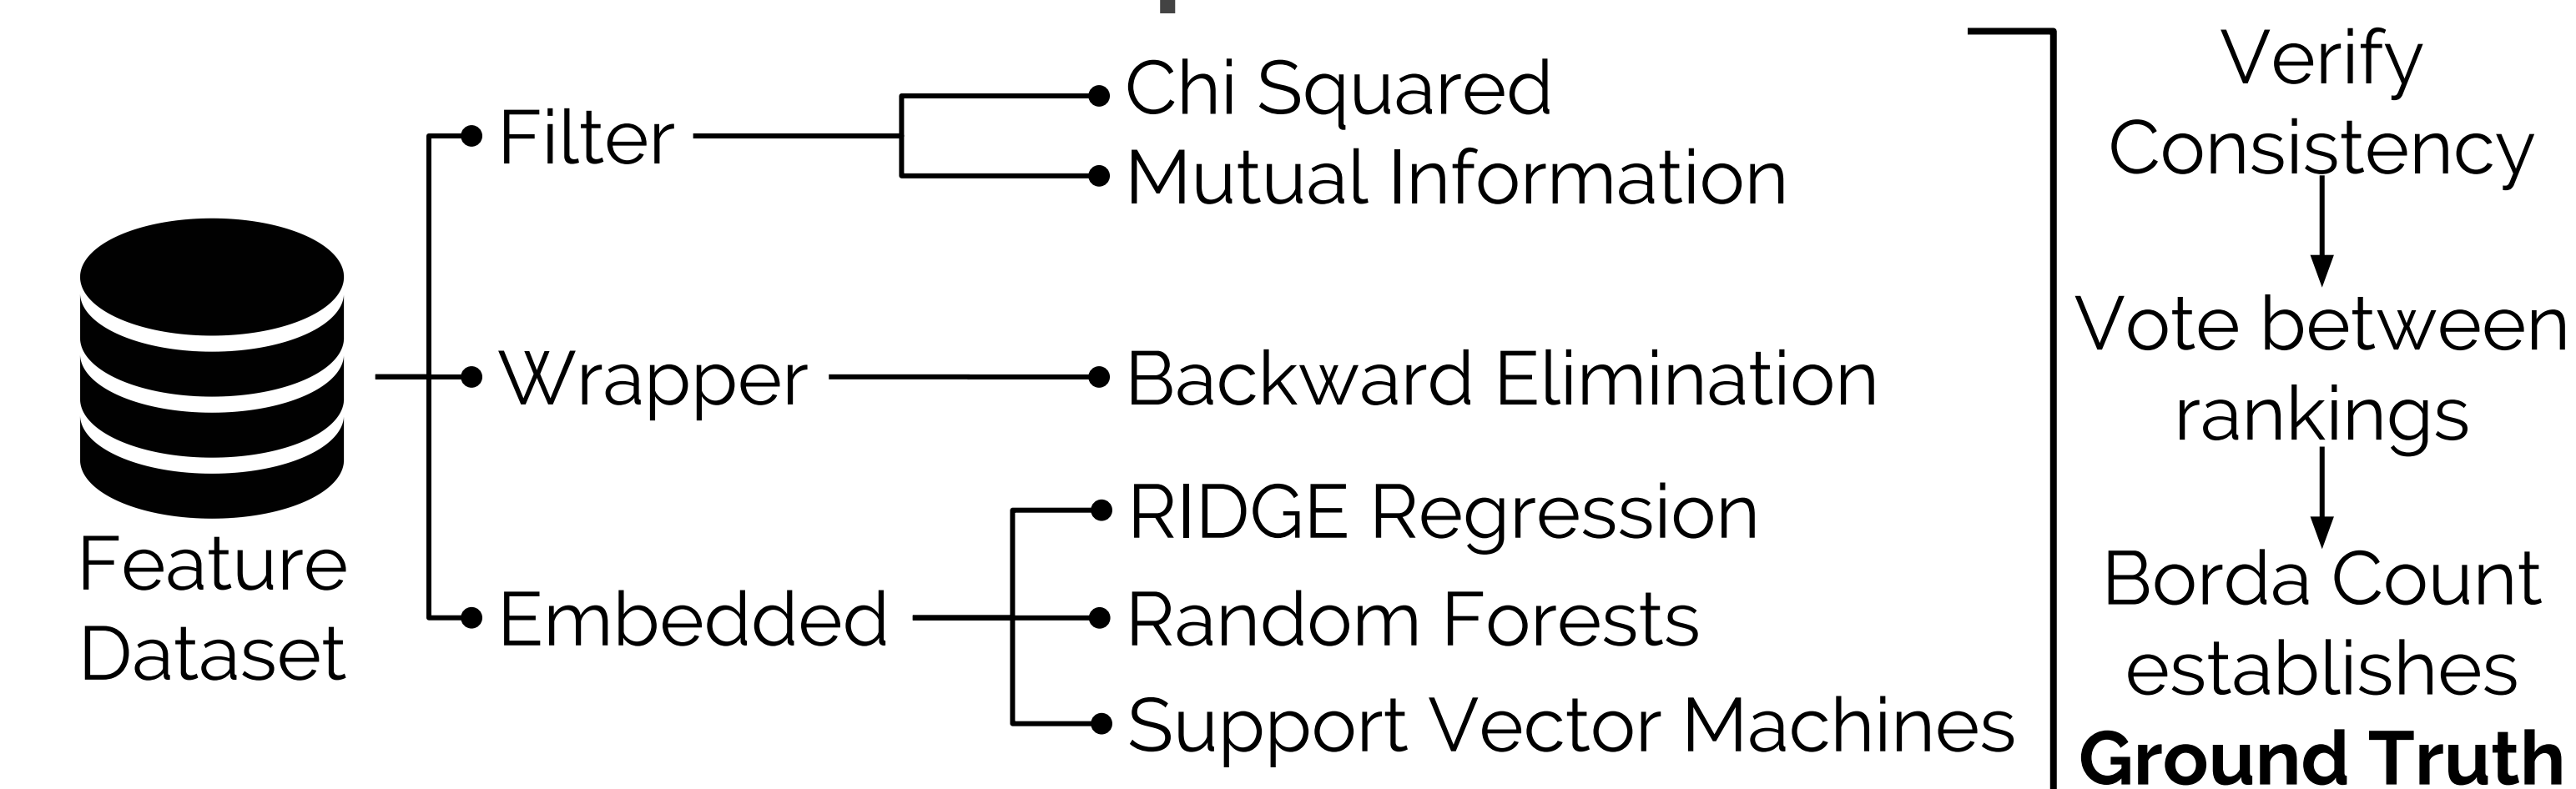 Feature
Dataset
Filter
Chi Squared
Mutual Information
Wrapper
Backward Elimination
Embedded
RIDGE Regression
Random Forests
Support Vector Machines
Verify
Consistency
Vote between
rankings
Borda Count
establishes
Ground Truth